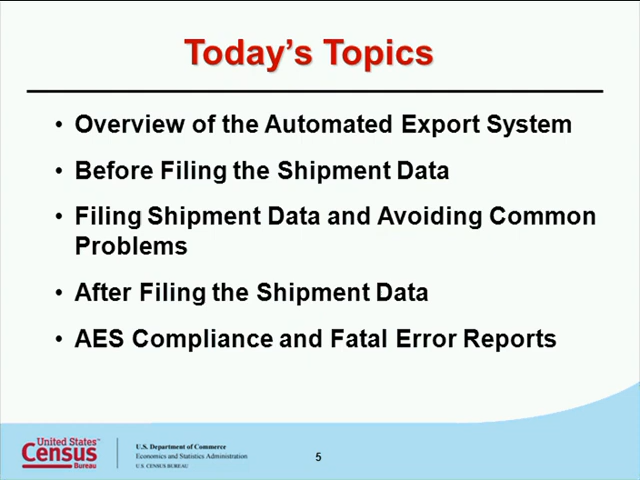 Today's Topics
• Overview of the Automated Export System
• Before Filing the Shipment Data
• Filing Shipment Data and Avoiding Common
Problems
• After Filing the Shipment Data
• AES Compliance and Fatal Error Reports
United States™
Census
Bureau
U.S. Department of Commerce
Economics and Statistics Administration
U.S. CENSUS BUREAU
5